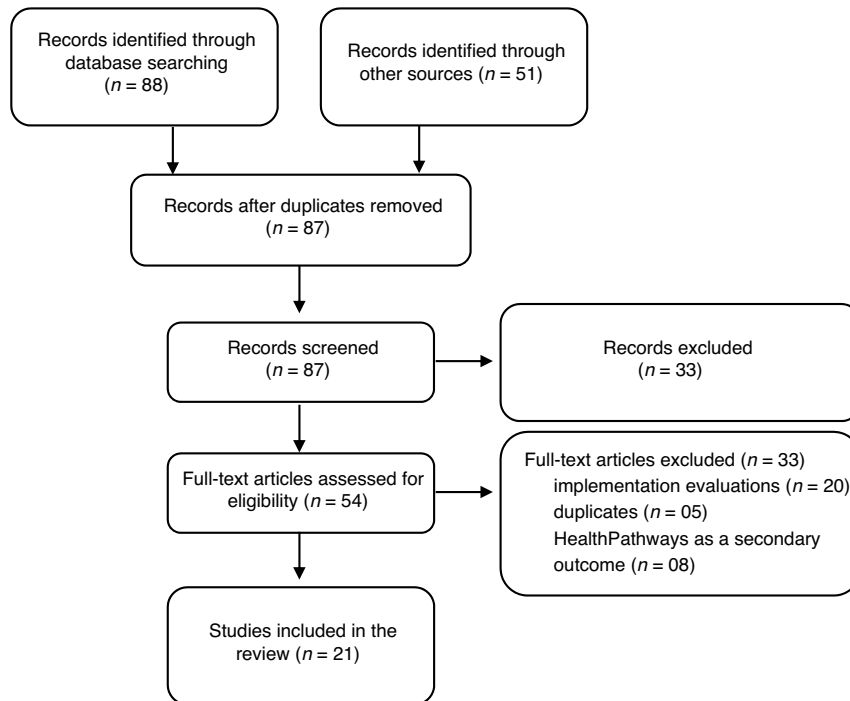 Records identified through
database searching
(n = 88)
Records identified through
other sources (n = 51)
Records after duplicates removed
(n = 87)
Records screened
(n = 87)
Records excluded
(n = 33)
Full-text articles assessed for
eligibility (n = 54)
Full-text articles excluded (n = 33)
implementation evaluations (n = 20)
duplicates (n = 05)
HealthPathways as a secondary
outcome (n = 08)
Studies included in the
review (n = 21)